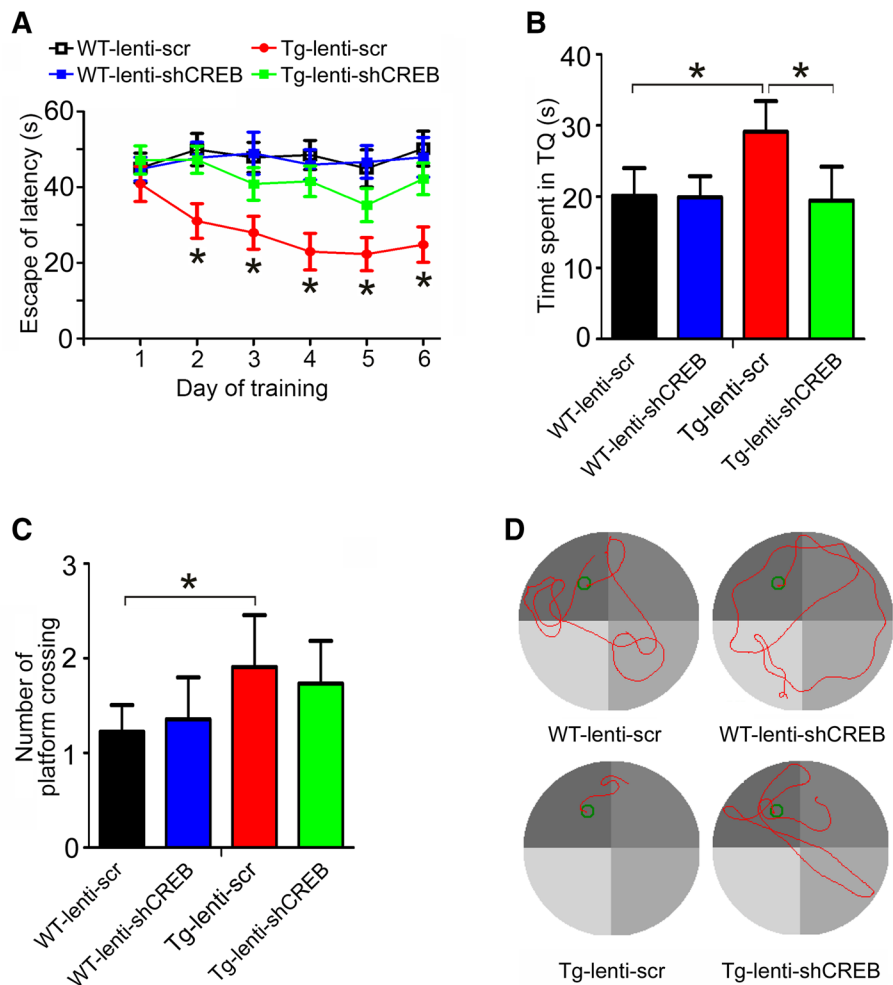 A
WT-lenti-scr
Tg-lenti-scr
WT-lenti-shCREB
Tg-lenti-shCREB
Escape of latency (s)
60
40
20
0
*
*
*
*
*
1 2 3 4 5 6
Day of training
B
Time spent in TQ (s)
40
30
20
10
0
*
*
WT-lenti-scr
WT-lenti-shCREB
Tg-lenti-scr
Tg-lenti-shCREB
C
Number of
platform crossing
3
2
1
0
*
WT-lenti-scr
WT-lenti-shCREB
Tg-lenti-scr
Tg-lenti-shCREB
D
WT-lenti-scr
WT-lenti-shCREB
Tg-lenti-scr
Tg-lenti-shCREB